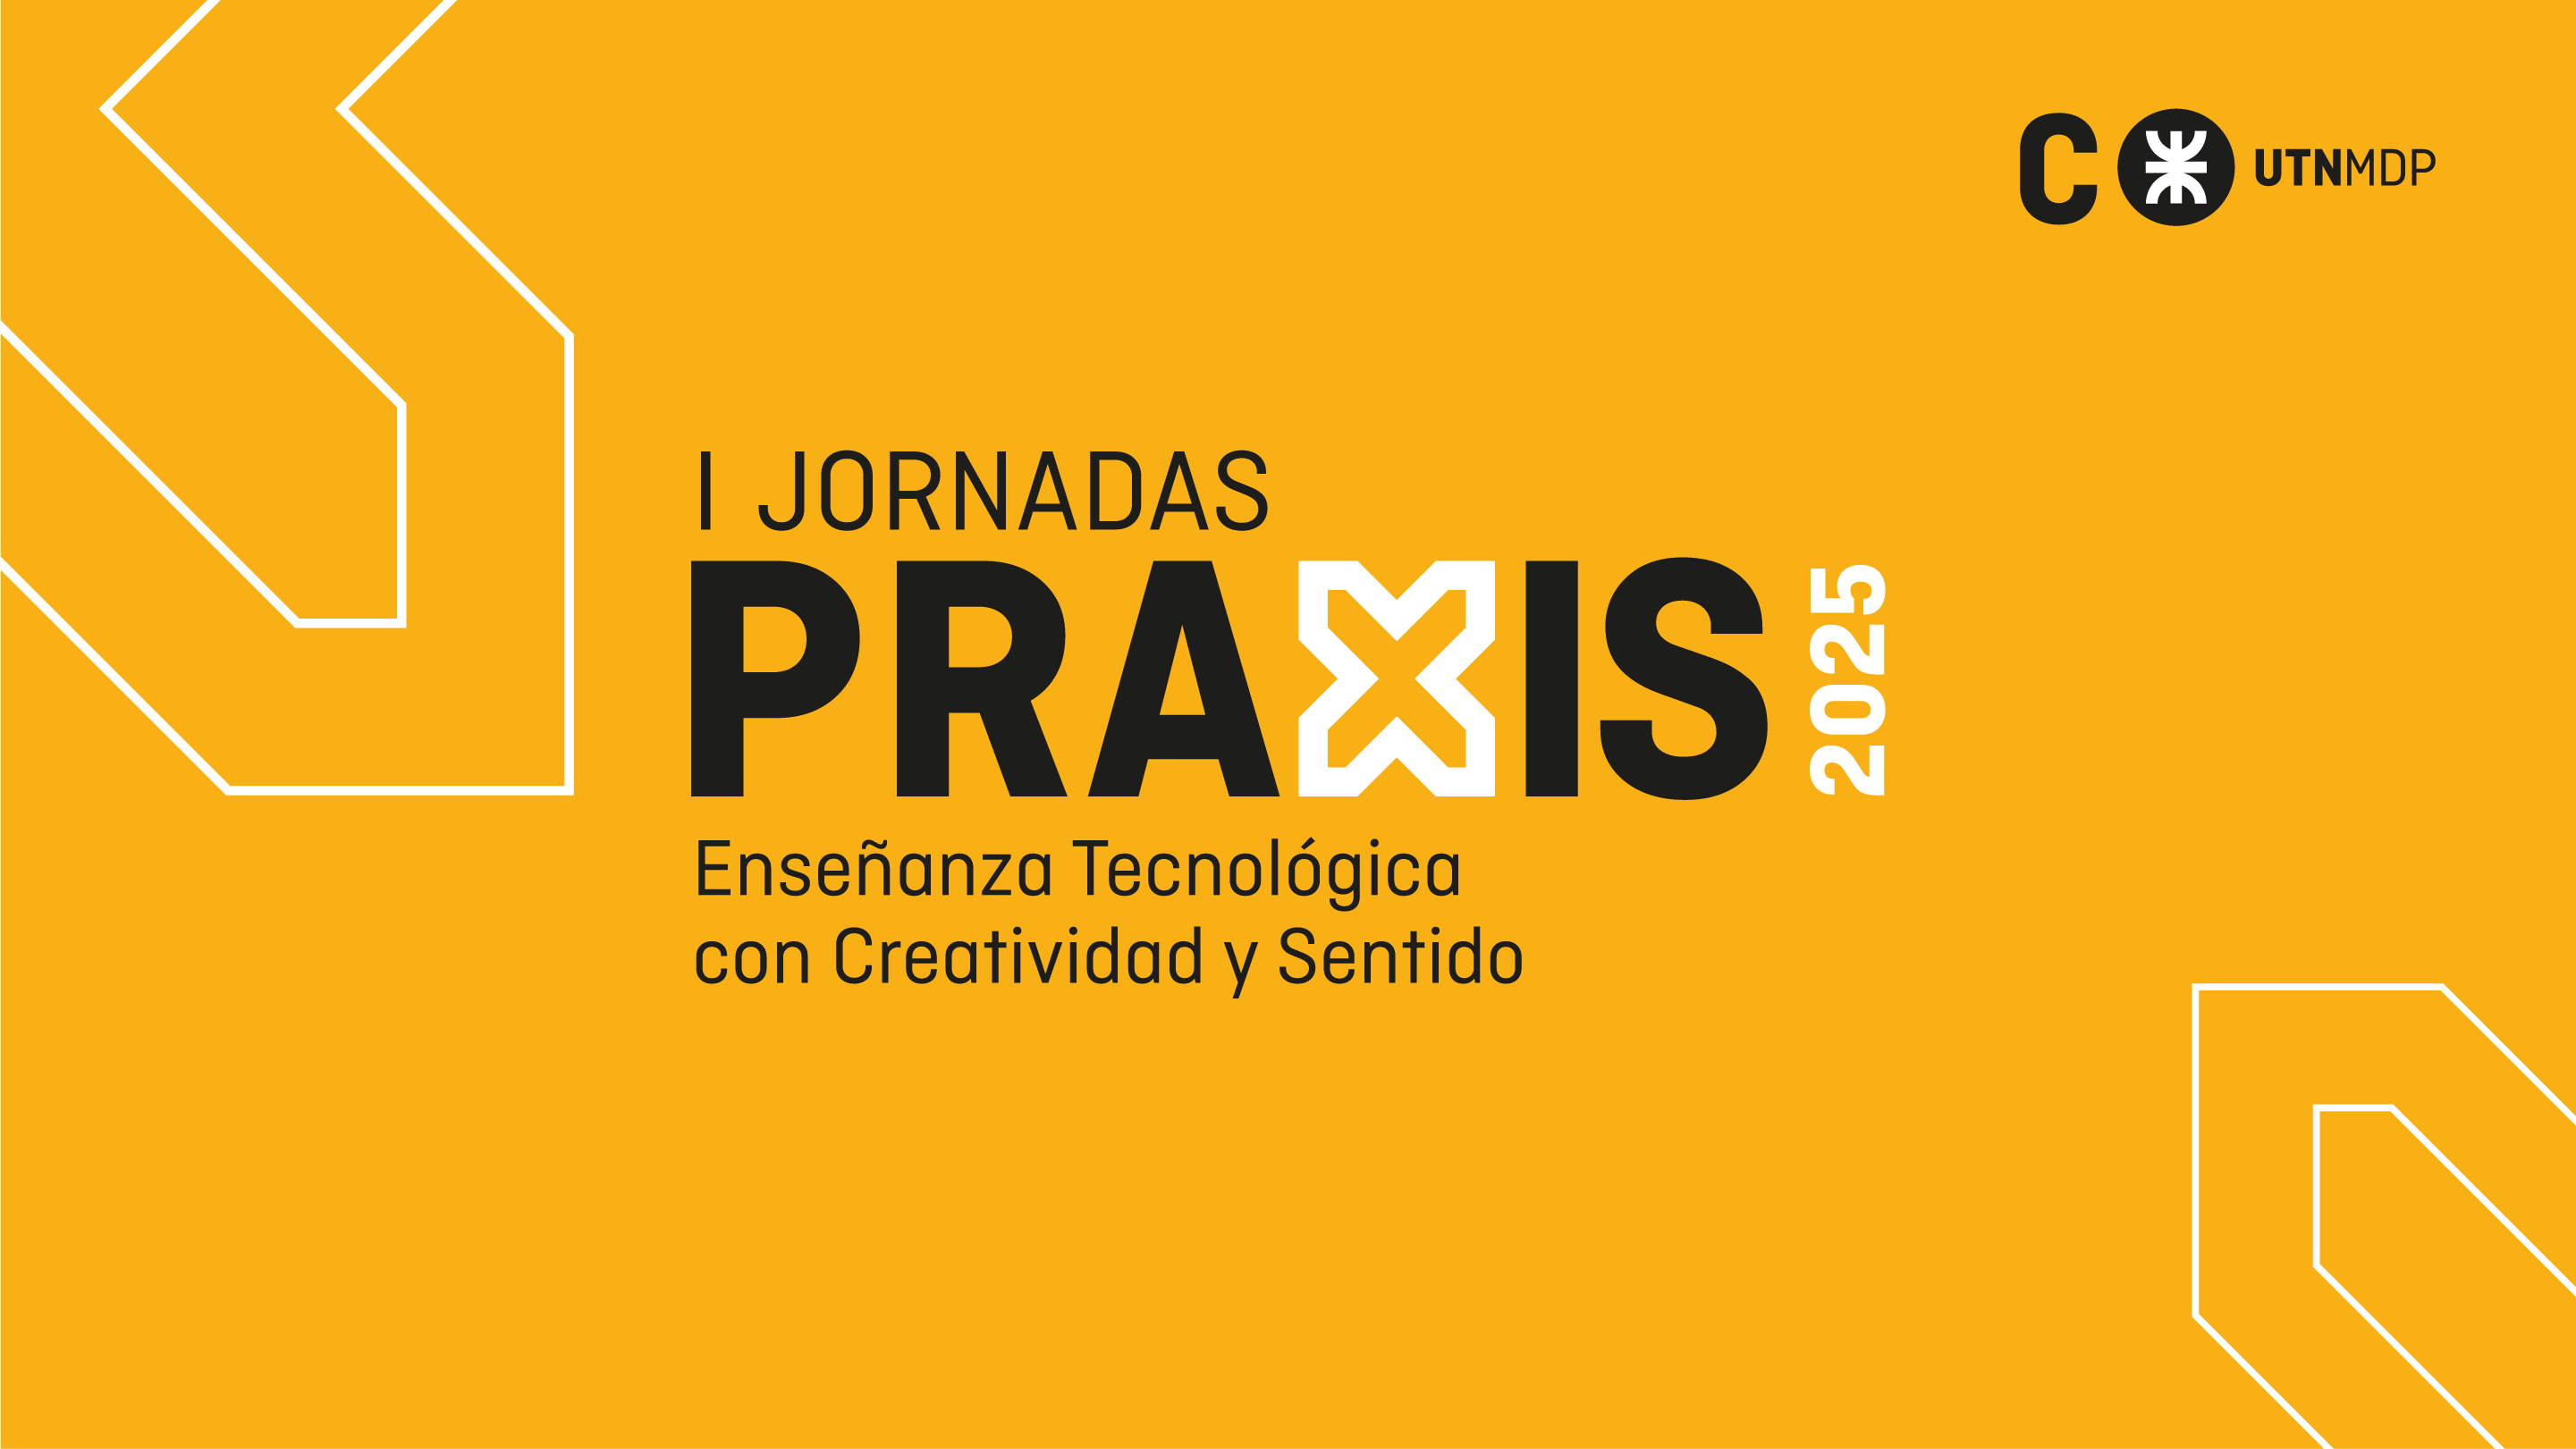 C UTNMDP
I JORNADAS
PRAXIS 2025
Enseñanza Tecnológica
con Creatividad y Sentido